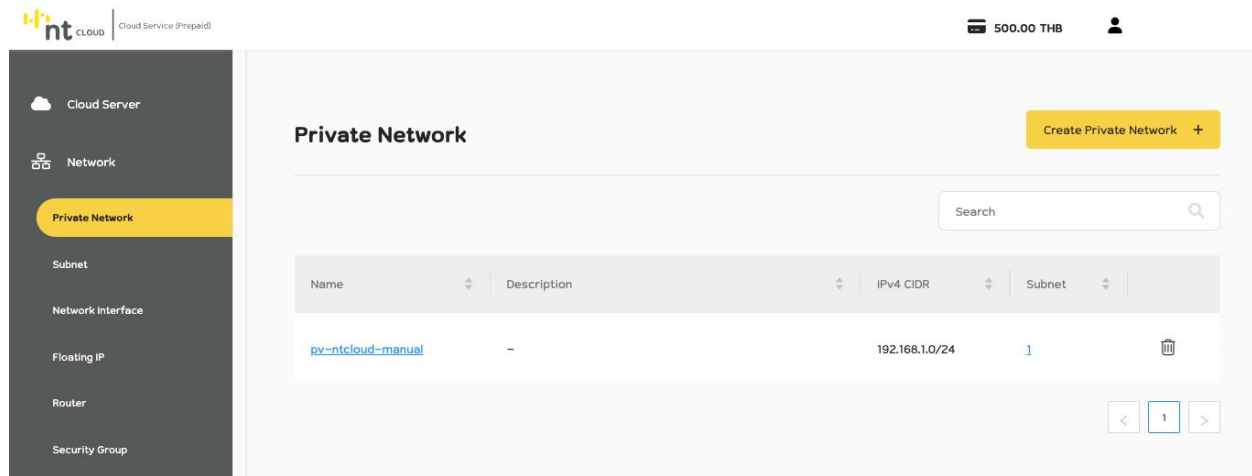 nt CLOUD Cloud Service (Prepaid)
500.00 THB
Cloud Server
Network
Private Network
Subnet
Network Interface
Floating IP
Router
Security Group
Private Network
Create Private Network +
Search
Name Description IPv4 CIDR Subnet
pv-ntcloud-manual - 192.168.1.0/24 1
< 1 >